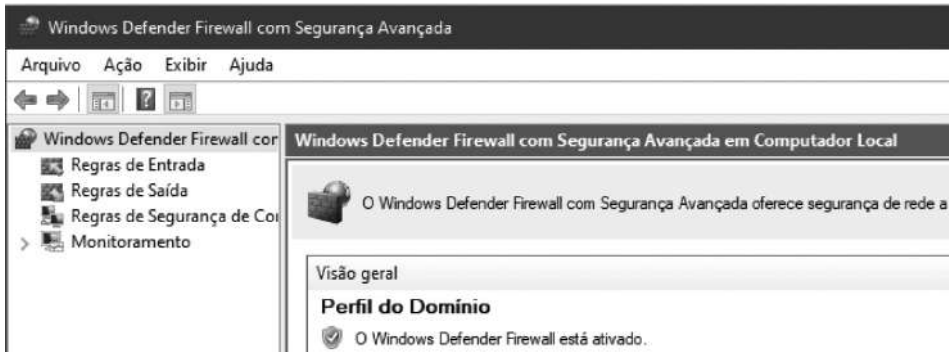 Windows Defender Firewall com Segurança Avançada
Arquivo Ação Exibir Ajuda
Windows Defender Firewall cor
Regras de Entrada
Regras de Saída
Regras de Segurança de Coi
Monitoramento
Windows Defender Firewall com Segurança Avançada em Computador Local
O Windows Defender Firewall com Segurança Avançada oferece segurança de rede a
Visão geral
Perfil do Domínio
O Windows Defender Firewall está ativado.